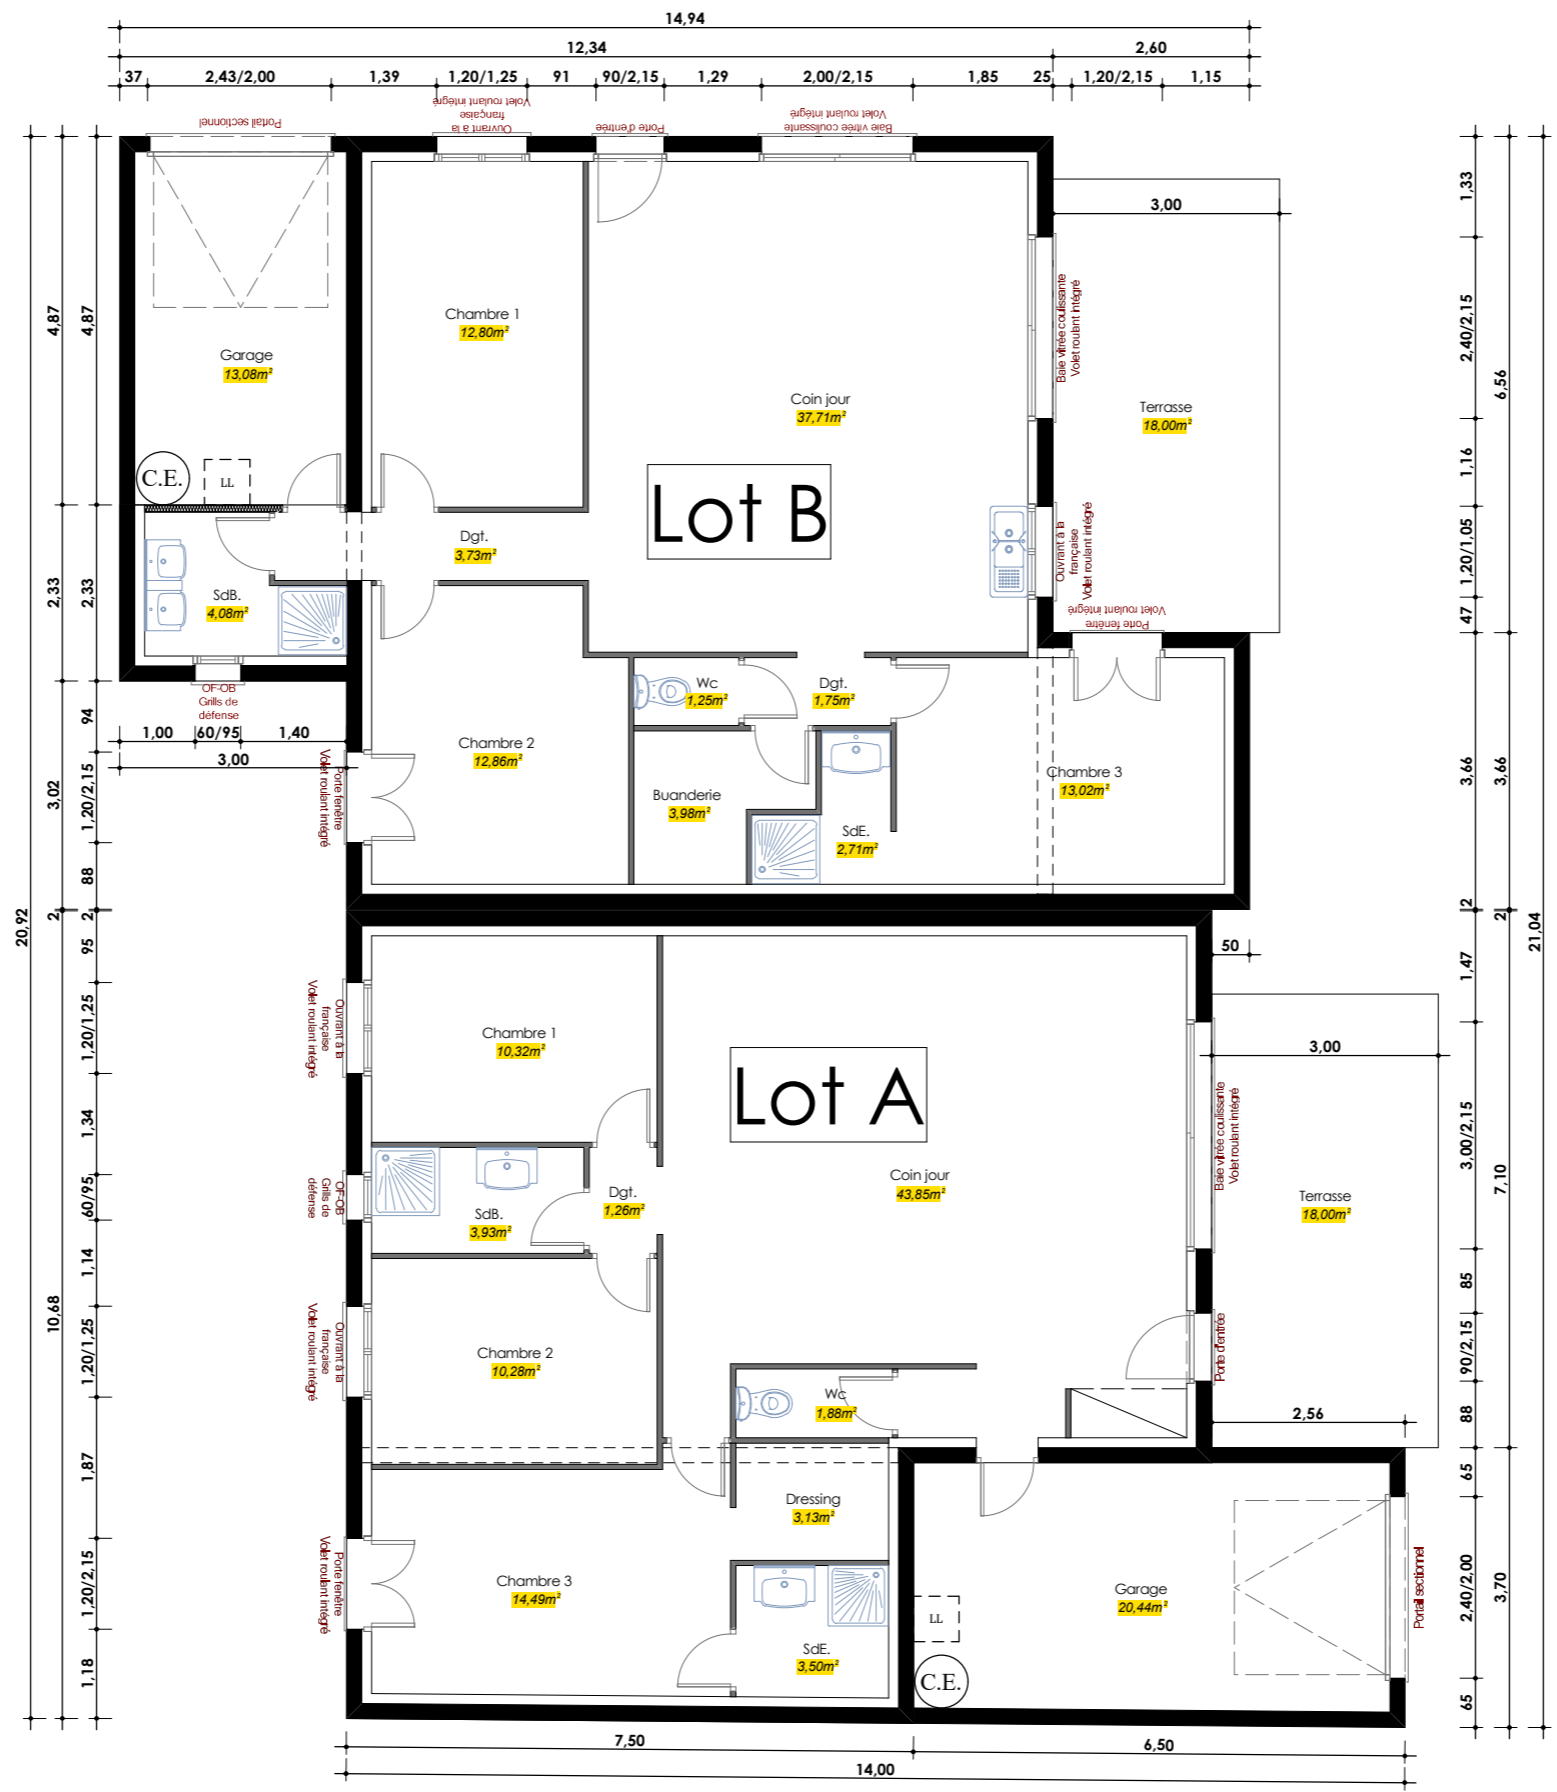 14,94
12,34
2,60
37
2,43/2,00
1,39
1,20/1,25
91
90/2,15
1,29
2,00/2,15
1,85
25
1,20/2,15
1,15
Portail sectionnel
Ouvrant à la
française
Volet roulant intégré
Porte d'entrée
Baie vitrée coulissante
Volet roulant intégré
20,92
4,87
2,33
3,02
2
10,68
4,87
2,33
94
1,20/2,15
88
2
95
1,20/1,25
1,34
60/95
1,14
1,20/1,25
1,87
1,20/2,15
1,18
Garage
13,08m²
Chambre 1
12,80m²
Coin jour
37,71m²
Lot B
3,00
Terrasse
18,00m²
Baie vitrée coulissante
Volet roulant intégré
C.E.
LL
Dgt.
3,73m²
SdB.
4,08m²
Ouvrant à la
française
Volet roulant intégré
Porte fenêtre
Volet roulant intégré
OF-OB
Grills de
défense
1,00
60/95
1,40
3,00
Porte fenêtre
Volet roulant intégré
Chambre 2
12,86m²
Wc
1,25m²
Dgt.
1,75m²
Buanderie
3,98m²
SdE.
2,71m²
Chambre 3
13,02m²
1,33
2,40/2,15
1,16
1,20/1,05
47
3,66
2
1,47
3,00/2,15
85
90/2,15
88
65
2,40/2,00
65
6,56
3,66
2
7,10
3,70
21,04
50
Ouvrant à la
française
Volet roulant intégré
Chambre 1
10,32m²
Lot A
3,00
Baie vitrée coulissante
Volet roulant intégré
Coin jour
43,85m²
Terrasse
18,00m²
OF-OB
Grills de
défense
SdB.
3,93m²
Dgt.
1,26m²
Ouvrant à la
française
Volet roulant intégré
Chambre 2
10,28m²
Porte d'entrée
Wc
1,88m²
2,56
Dressing
3,13m²
Porte fenêtre
Volet roulant intégré
Chambre 3
14,49m²
SdE.
3,50m²
LL
C.E.
Garage
20,44m²
Portail sectionnel
7,50
6,50
14,00